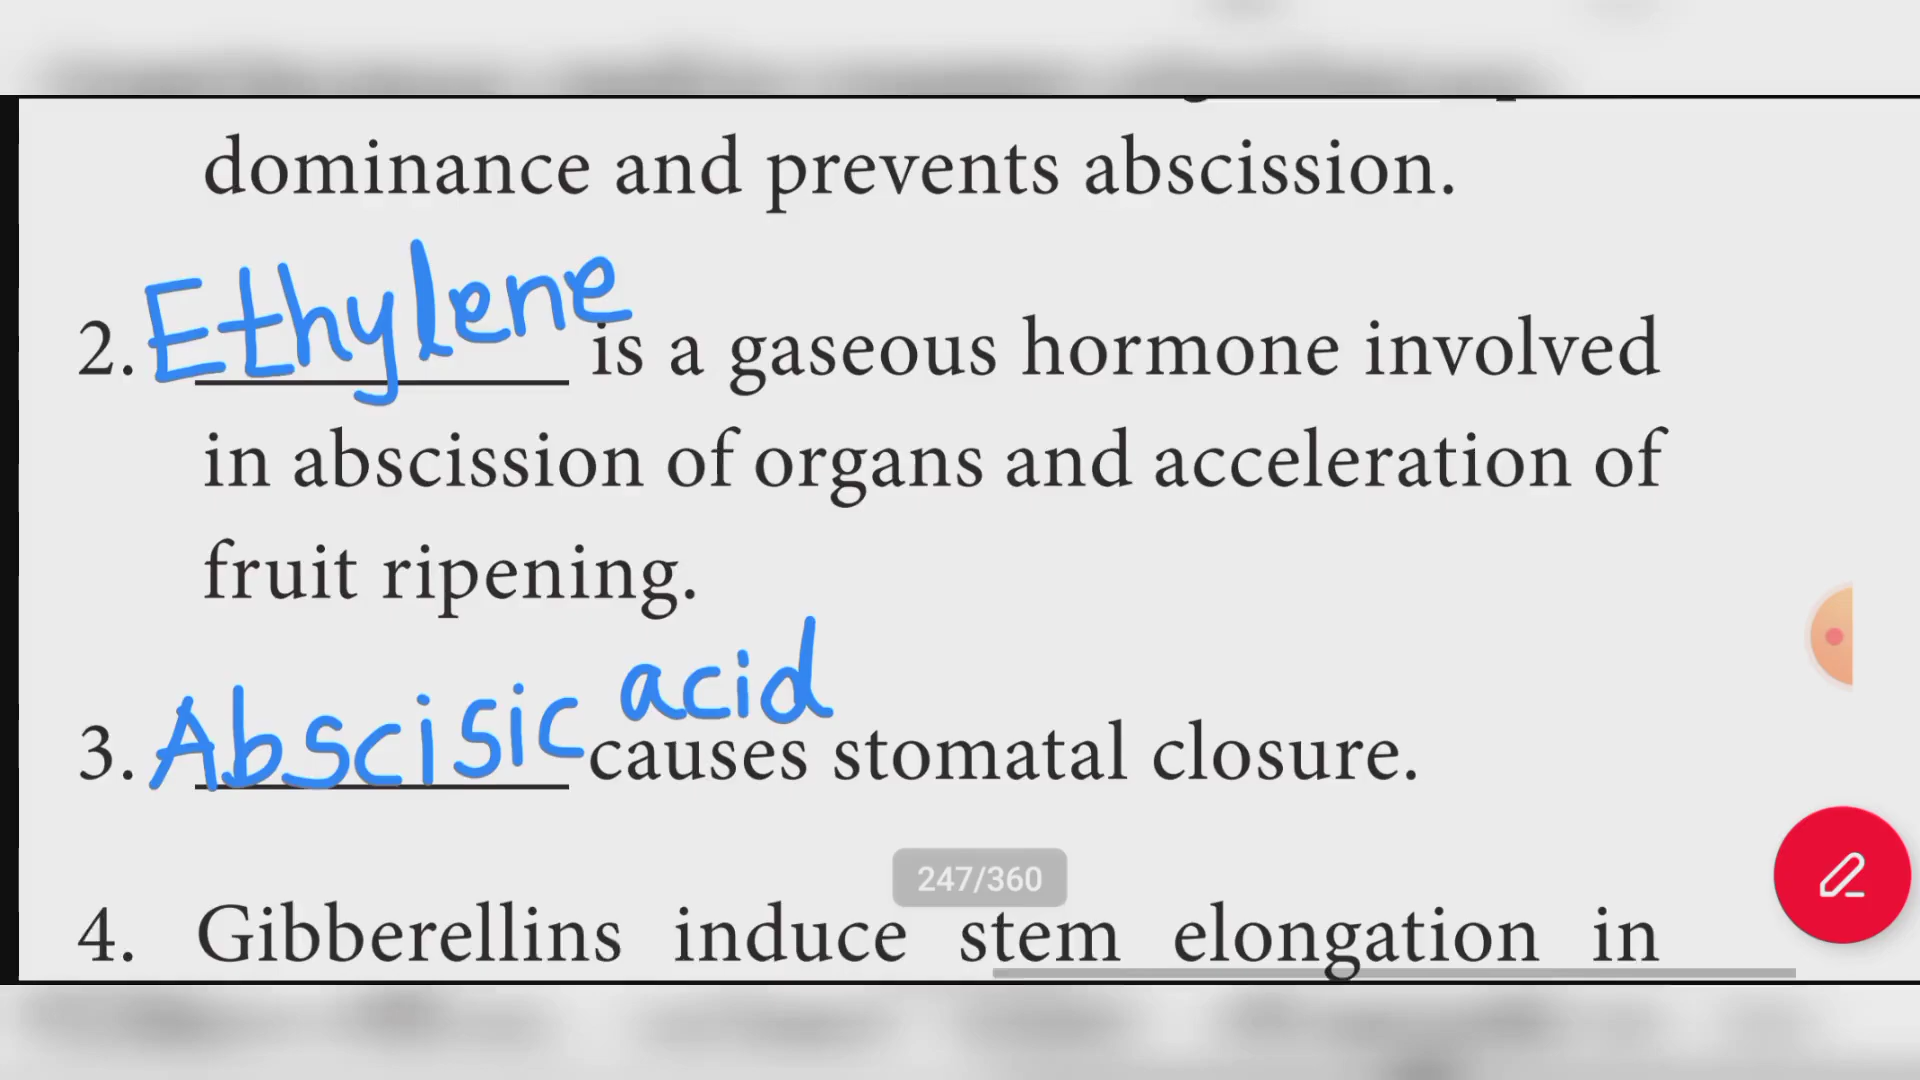 dominance and prevents abscission.
2. Ethylene is a gaseous hormone involved
in abscission of organs and acceleration of
fruit ripening.
3. Abscisic acid causes stomatal closure.
247/360
4. Gibberellins induce stem elongation in